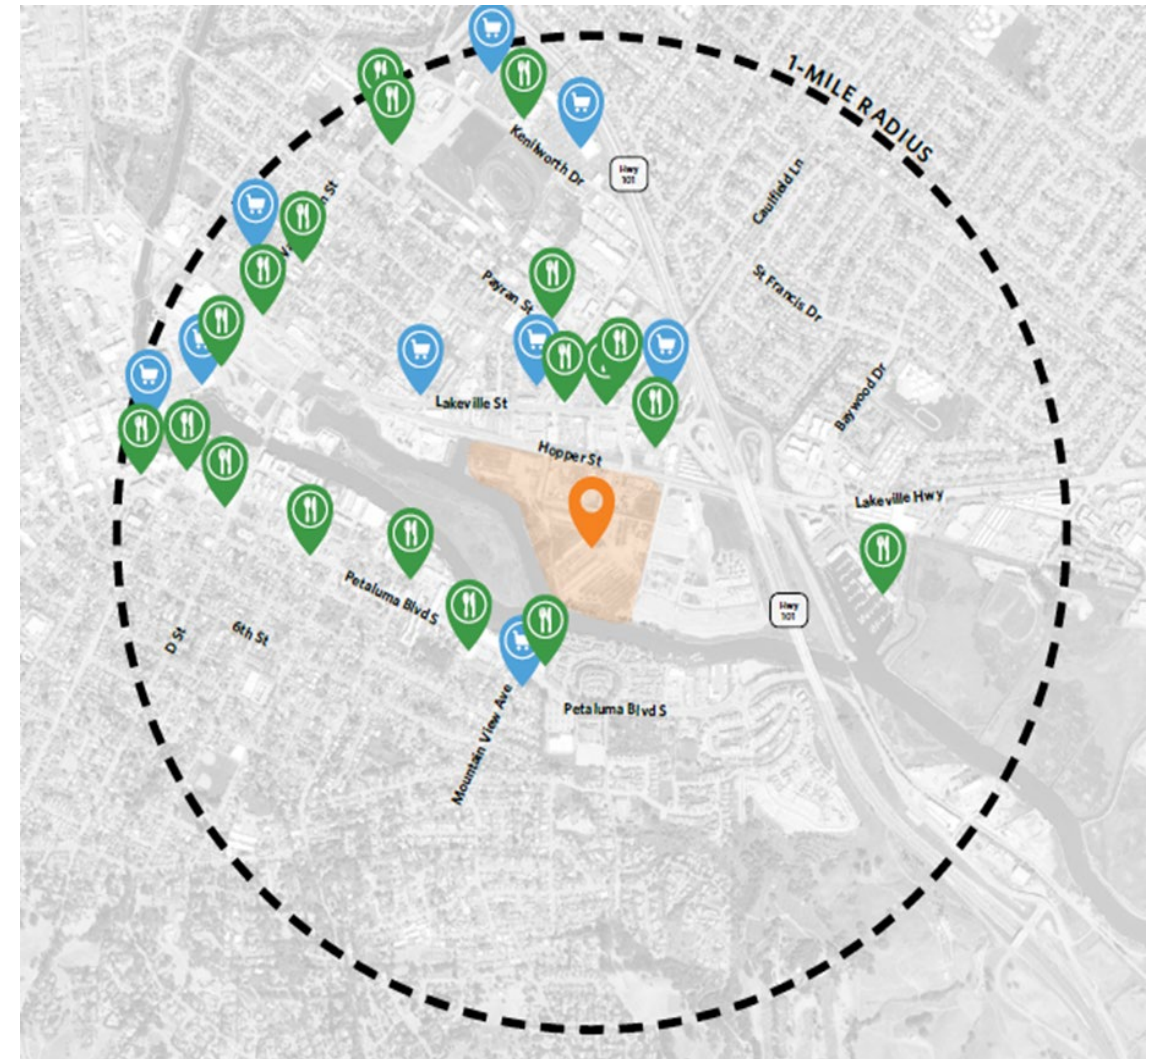 1-MILE RADIUS
Kenilworth Dr
Hwy
101
Caulfield Ln
Payran St
St Francis Dr
Baywood Dr
Lakeville St
Hopper St
Lakeville Hwy
Petaluma Blvd S
Hwy
101
D St
6th St
Mountain View Ave
Petaluma Blvd S